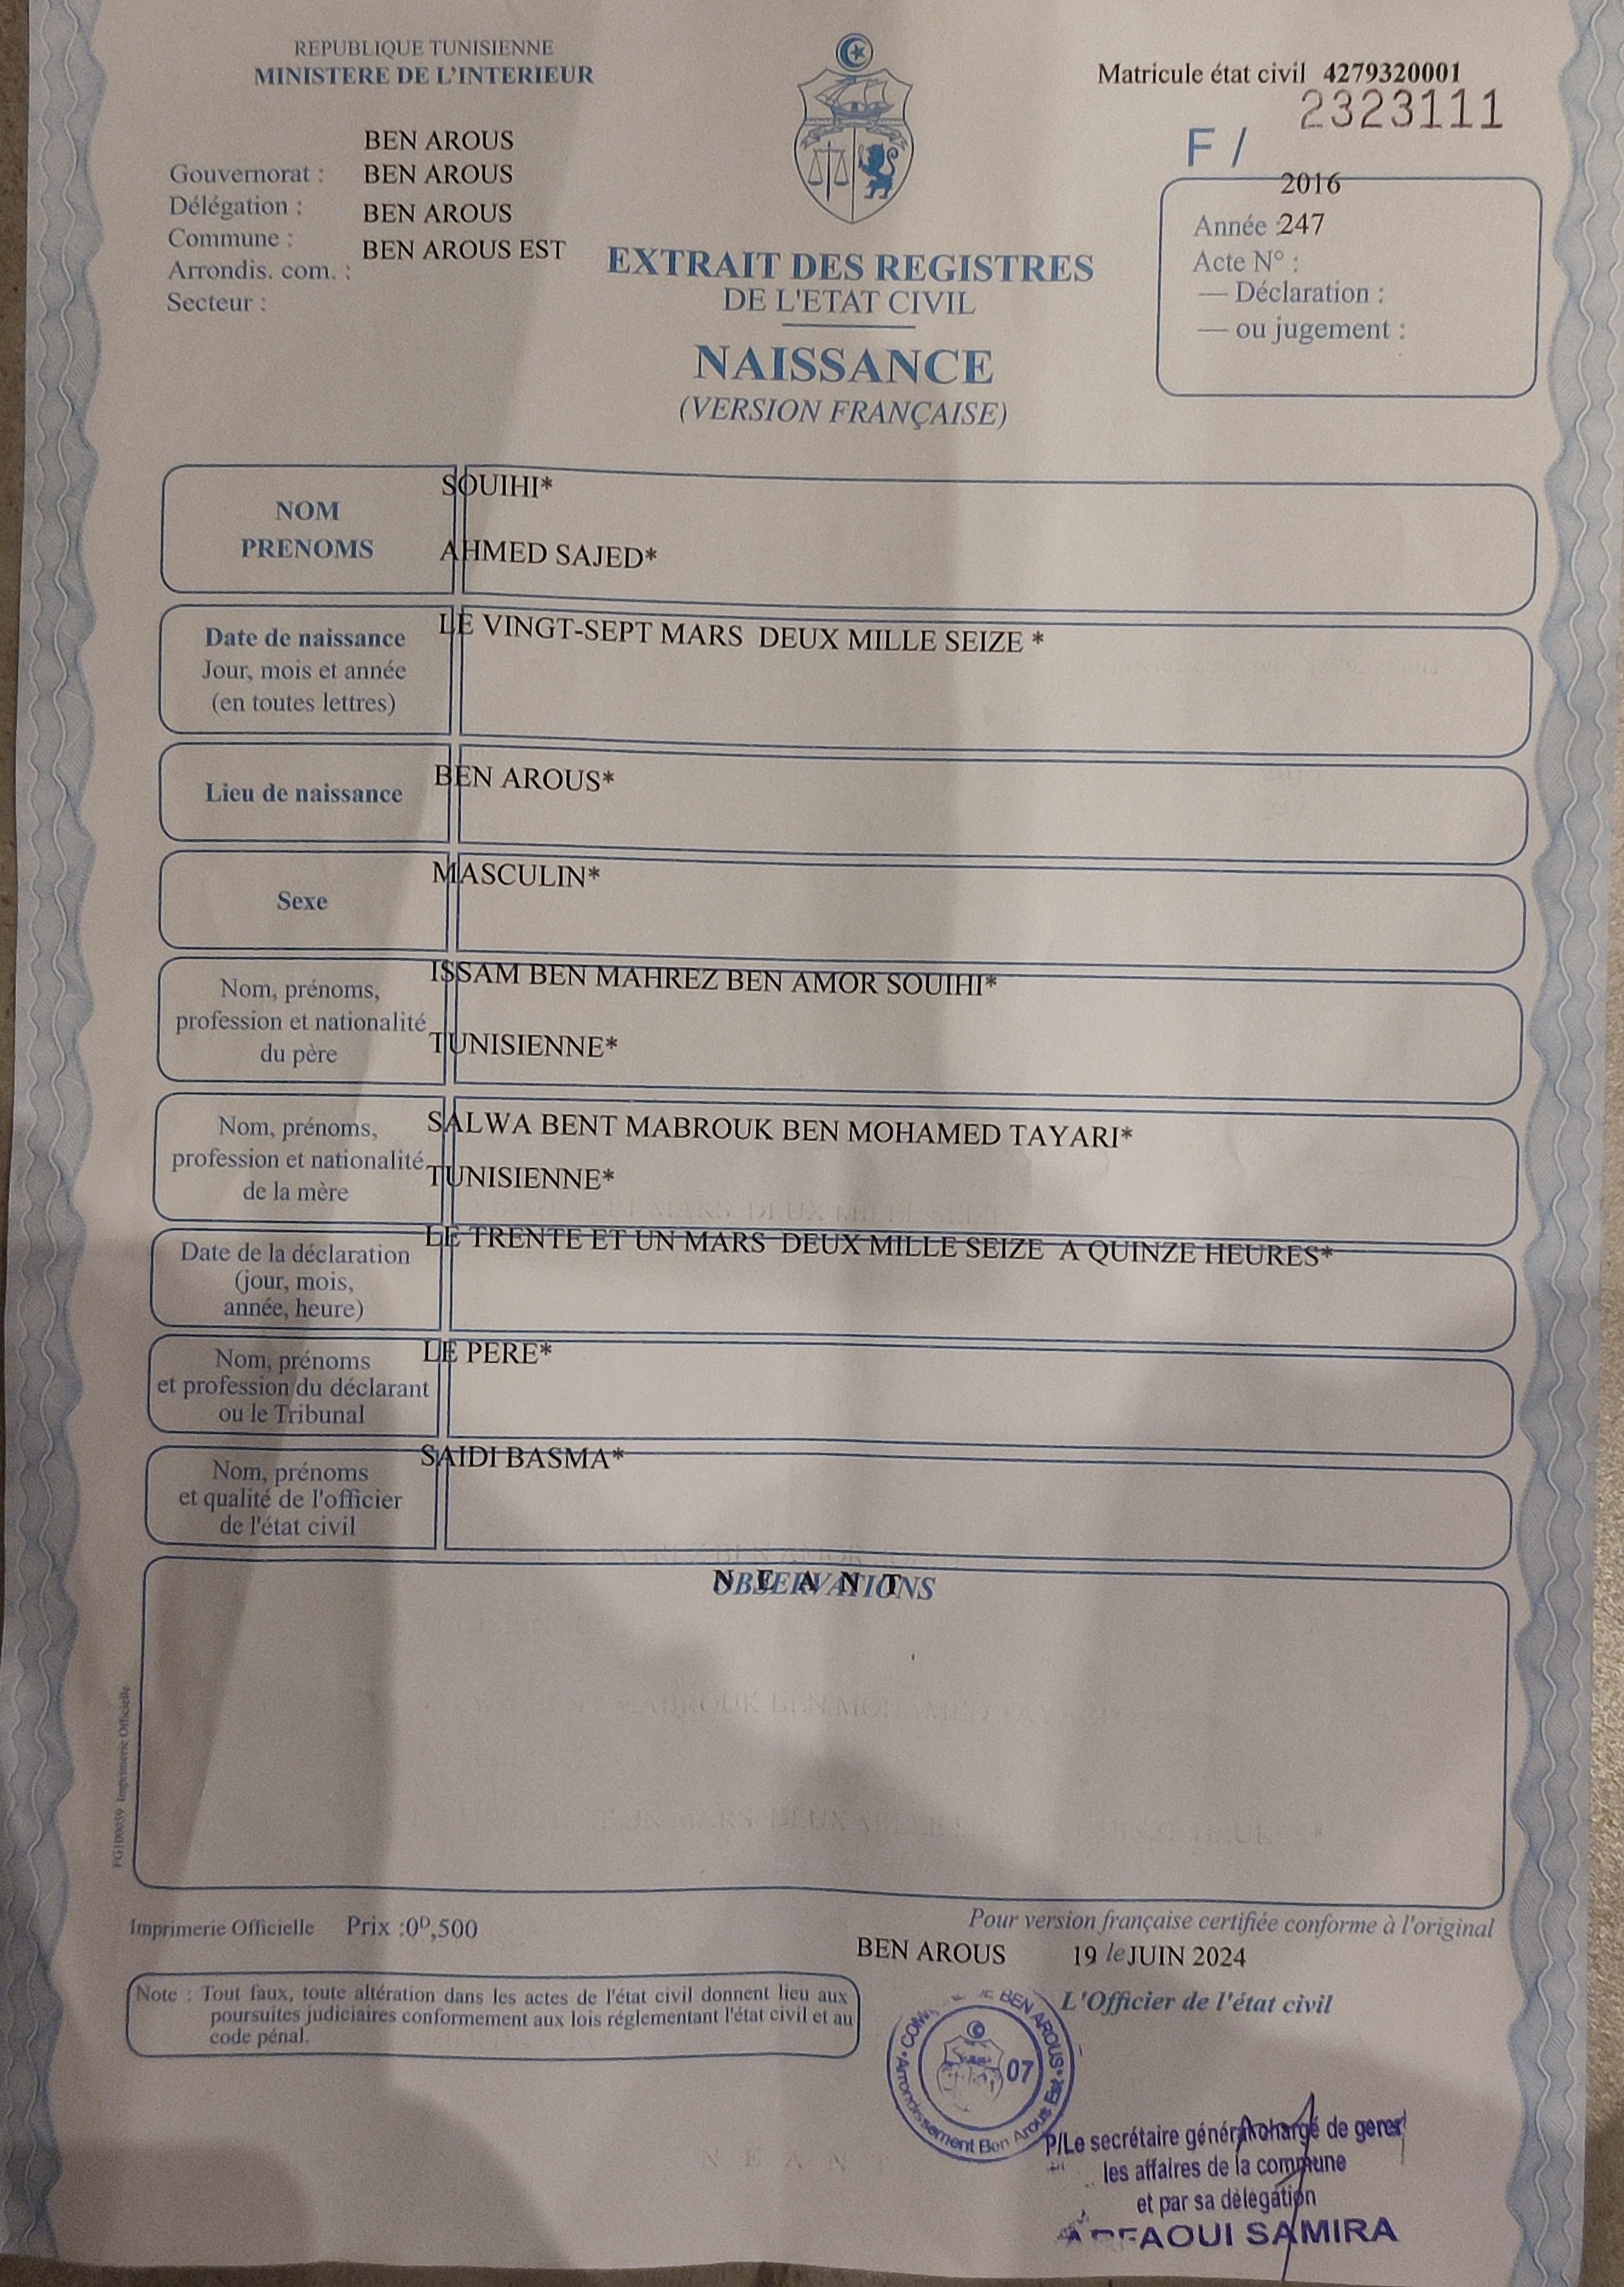 REPUBLIQUE TUNISIENNE
MINISTERE DE L'INTERIEUR
BEN AROUS
Gouvernorat : BEN AROUS
Délégation : BEN AROUS
Commune : BEN AROUS EST
Arrondis. com. :
Secteur :
Matricule état civil 4279320001
2323111
F /
2016
Année : 247
Acte N° :
— Déclaration :
— ou jugement :
EXTRAIT DES REGISTRES
DE L'ETAT CIVIL
NAISSANCE
(VERSION FRANÇAISE)
NOM
PRENOMS
SOUIHI*
AHMED SAJED*
Date de naissance
Jour, mois et année
(en toutes lettres)
LE VINGT-SEPT MARS DEUX MILLE SEIZE *
Lieu de naissance
BEN AROUS*
Sexe
MASCULIN*
Nom, prénoms,
profession et nationalité
du père
ISSAM BEN MAHREZ BEN AMOR SOUIHI*
TUNISIENNE*
Nom, prénoms,
profession et nationalité
de la mère
SALWA BENT MABROUK BEN MOHAMED TAYARI*
TUNISIENNE*
Date de la déclaration
(jour, mois,
année, heure)
LE TRENTE ET UN MARS DEUX MILLE SEIZE A QUINZE HEURES*
Nom, prénoms
et profession du déclarant
ou le Tribunal
LE PERE*
Nom, prénoms
et qualité de l'officier
de l'état civil
SAIDI BASMA*
OBSERVATIONS
N E A N T
FG100059 Imprimerie Officielle
Imprimerie Officielle Prix :0ᴰ,500
Pour version française certifiée conforme à l'original
BEN AROUS 19 le JUIN 2024
Note : Tout faux, toute altération dans les actes de l'état civil donnent lieu aux
poursuites judiciaires conformement aux lois réglementant l'état civil et au
code pénal.
L'Officier de l'état civil
BEN AROUS
07
Arrondissement Ben Arous Est
P/Le secrétaire général chargé de gerer
les affaires de la commune
et par sa délégation
SAMIRA